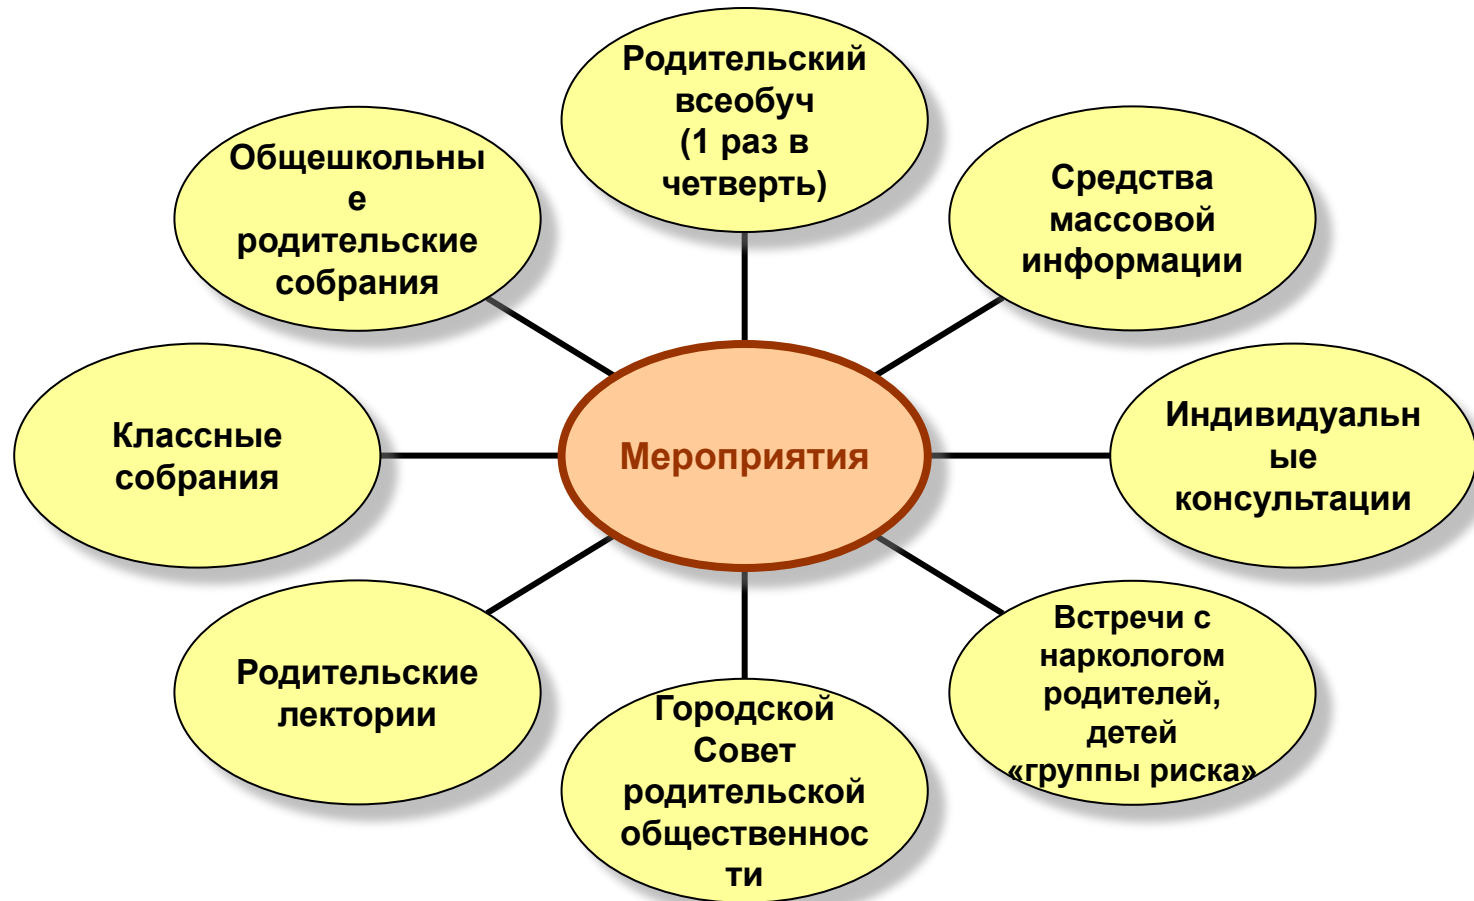 Родительский
всеобуч
(1 раз в
четверть)
Общешкольны
е
родительские
собрания
Средства
массовой
информации
Классные
собрания
Мероприятия
Индивидуальн
ые
консультации
Родительские
лектории
Городской
Совет
родительской
общественнос
ти
Встречи с
наркологом
родителей,
детей
«группы риска»